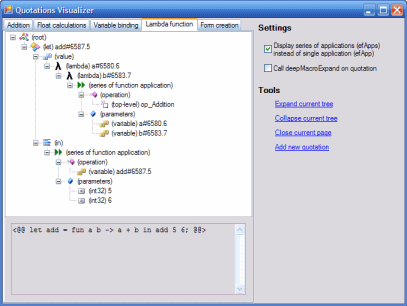 Quotations Visualizer
Addition Float calculations Variable binding Lambda function Form creation
(root)
(let) add#6587.5
(value)
(lambda) a#6580.6
(lambda) b#6583.7
(series of function application)
(operation)
(top-level) op_Addition
(parameters)
(variable) a#6580.6
(variable) b#6583.7
(in)
(series of function application)
(operation)
(variable) add#6587.5
(parameters)
(int32) 5
(int32) 6
<@@ let add = fun a b -> a + b in add 5 6; @@>
Settings
Display series of applications (efApps)
instead of single application (efApp)
Call deepMacroExpand on quotation
Tools
Expand current tree
Collapse current tree
Close current page
Add new quotation